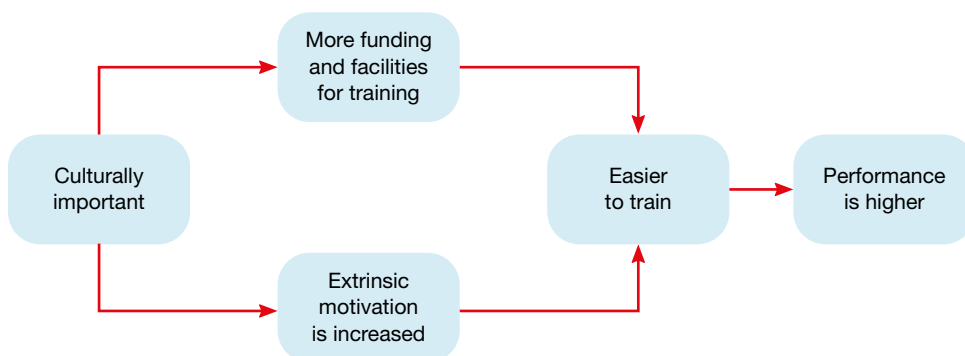 More funding
and facilities
for training
Culturally
important
Easier
to train
Performance
is higher
Extrinsic
motivation
is increased